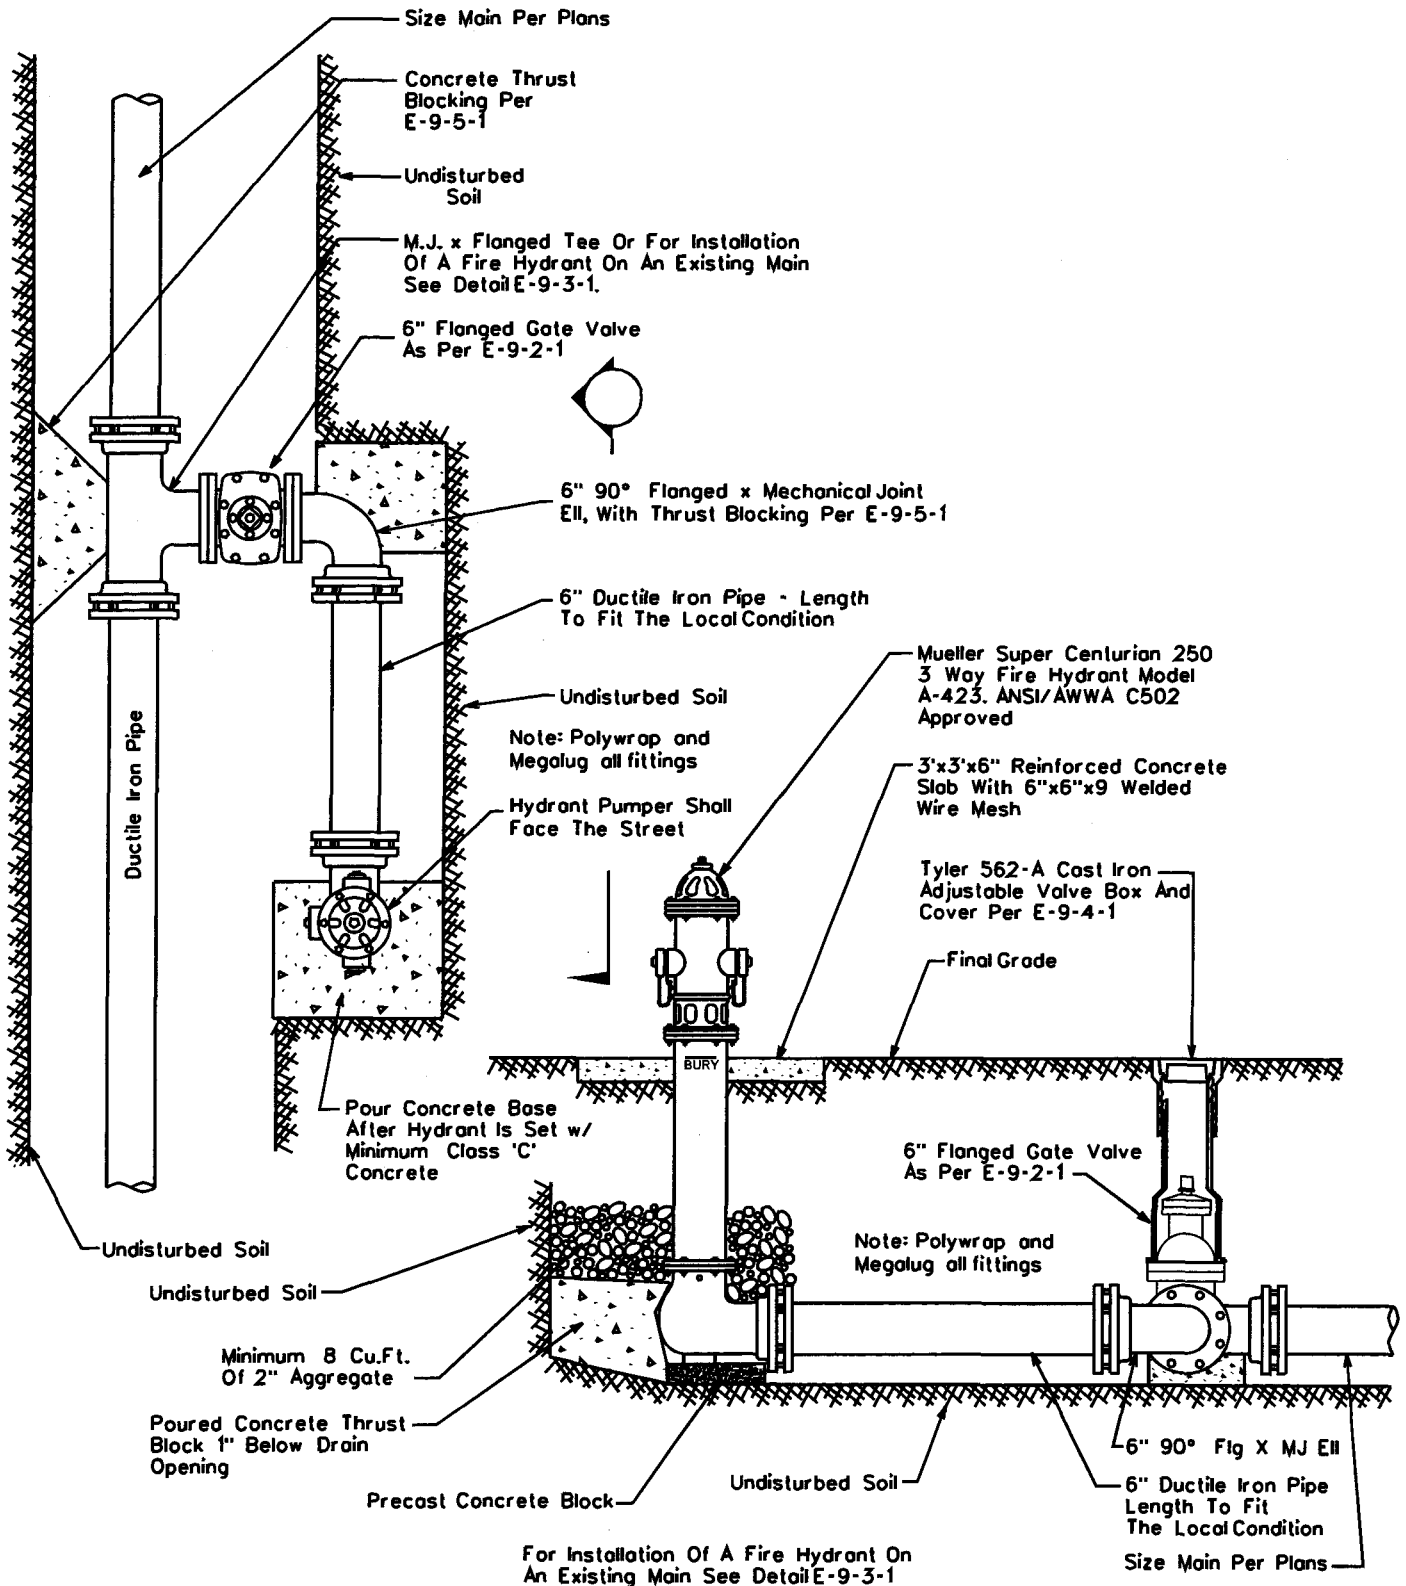 Size Main Per Plans
Concrete Thrust
Blocking Per
E-9-5-1
Undisturbed
Soil
M.J. x Flanged Tee Or For Installation
Of A Fire Hydrant On An Existing Main
See Detail E-9-3-1.
6" Flanged Gate Valve
As Per E-9-2-1
6" 90° Flanged x Mechanical Joint
Ell, With Thrust Blocking Per E-9-5-1
6" Ductile Iron Pipe - Length
To Fit The Local Condition
Undisturbed Soil
Note: Polywrap and
Megalug all fittings
Hydrant Pumper Shall
Face The Street
Ductile Iron Pipe
Mueller Super Centurian 250
3 Way Fire Hydrant Model
A-423. ANSI/AWWA C502
Approved
3'x3'x6" Reinforced Concrete
Slab With 6"x6"x9 Welded
Wire Mesh
Tyler 562-A Cast Iron
Adjustable Valve Box And
Cover Per E-9-4-1
Final Grade
BURY
Pour Concrete Base
After Hydrant Is Set w/
Minimum Class 'C'
Concrete
6" Flanged Gate Valve
As Per E-9-2-1
Undisturbed Soil
Undisturbed Soil
Note: Polywrap and
Megalug all fittings
Minimum 8 Cu.Ft.
Of 2" Aggregate
Poured Concrete Thrust
Block 1" Below Drain
Opening
Precast Concrete Block
Undisturbed Soil
6" 90° Flg X MJ Ell
6" Ductile Iron Pipe
Length To Fit
The Local Condition
Size Main Per Plans
For Installation Of A Fire Hydrant On
An Existing Main See Detail E-9-3-1